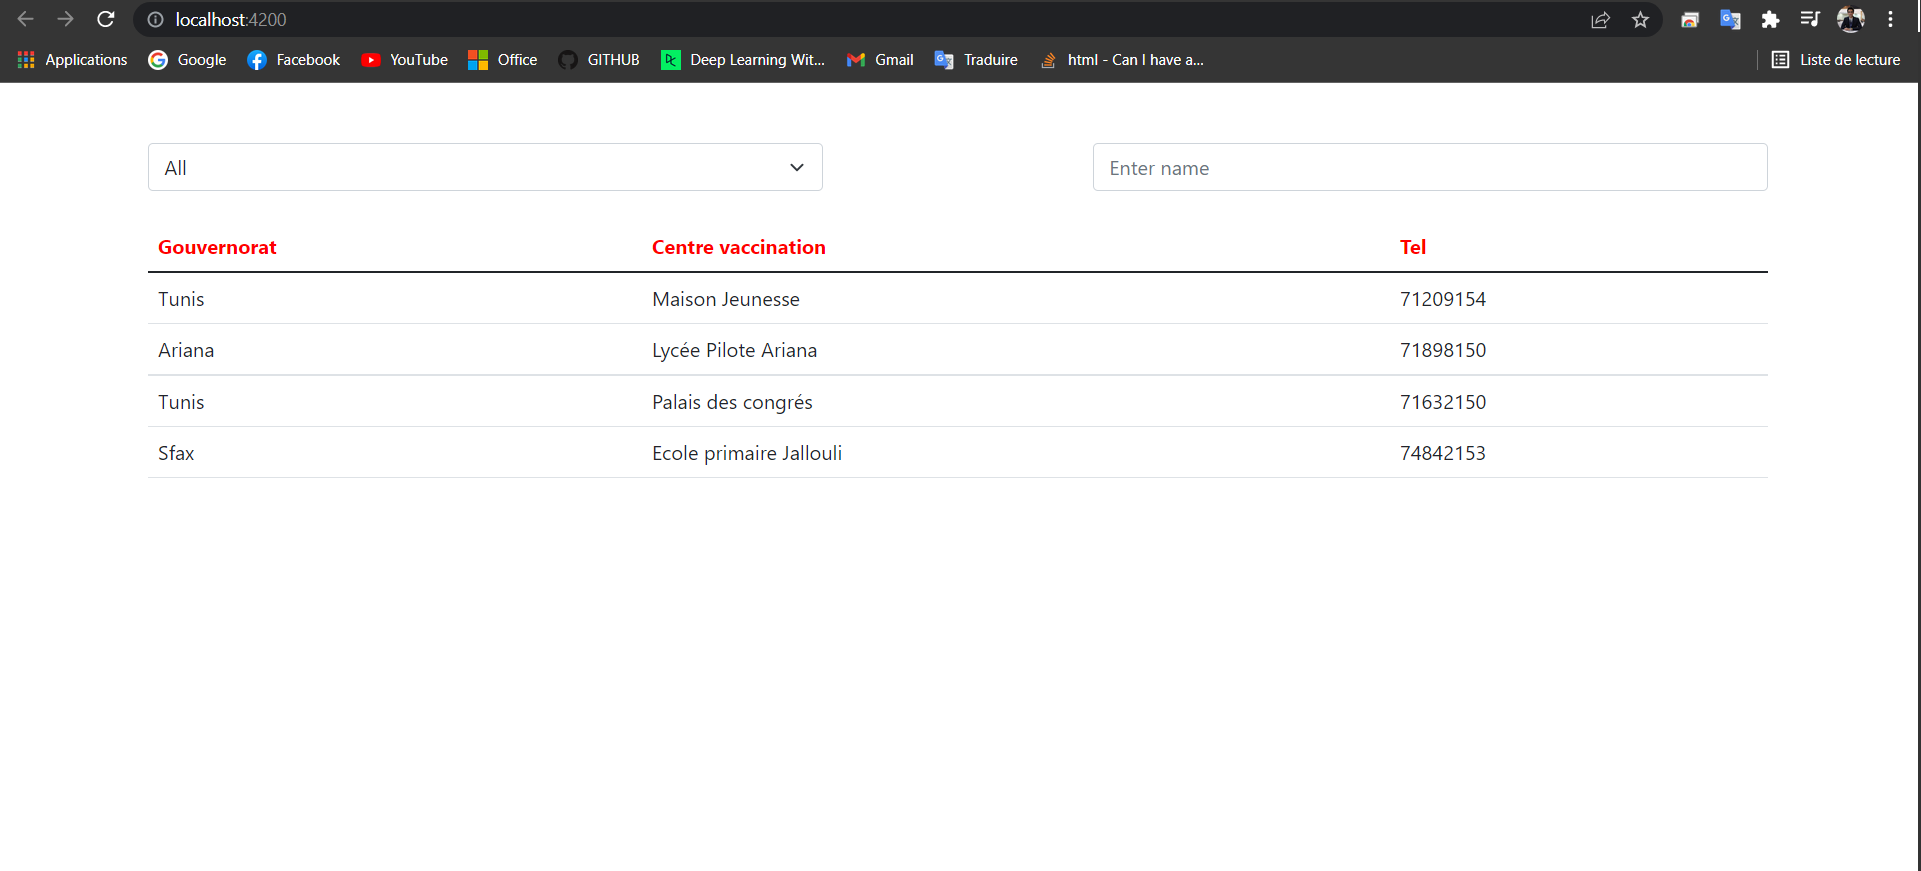 localhost:4200
Applications Google Facebook YouTube Office GITHUB Deep Learning Wit... Gmail Traduire html - Can I have a... Liste de lecture
All Enter name
Gouvernorat Centre vaccination Tel
Tunis Maison Jeunesse 71209154
Ariana Lycée Pilote Ariana 71898150
Tunis Palais des congrés 71632150
Sfax Ecole primaire Jallouli 74842153